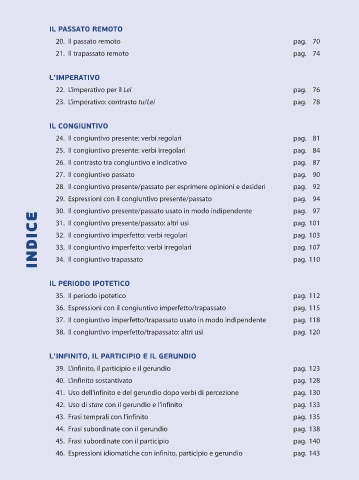 IL PASSATO REMOTO
20. Il passato remoto pag. 70
21. Il trapassato remoto pag. 74
L'IMPERATIVO
22. L'imperativo per il Lei pag. 76
23. L'imperativo: contrasto tu/Lei pag. 78
IL CONGIUNTIVO
24. Il congiuntivo presente: verbi regolari pag. 81
25. Il congiuntivo presente: verbi irregolari pag. 84
26. Il contrasto tra congiuntivo e indicativo pag. 87
27. Il congiuntivo passato pag. 90
28. Il congiuntivo presente/passato per esprimere opinioni e desideri pag. 92
29. Espressioni con il congiuntivo presente/passato pag. 94
30. Il congiuntivo presente/passato usato in modo indipendente pag. 97
31. Il congiuntivo presente/passato: altri usi pag. 101
32. Il congiuntivo imperfetto: verbi regolari pag. 103
33. Il congiuntivo imperfetto: verbi irregolari pag. 107
34. Il congiuntivo trapassato pag. 110
INDICE
IL PERIODO IPOTETICO
35. Il periodo ipotetico pag. 112
36. Espressioni con il congiuntivo imperfetto/trapassato pag. 115
37. Il congiuntivo imperfetto/trapassato usato in modo indipendente pag. 118
38. Il congiuntivo imperfetto/trapassato: altri usi pag. 120
L'INFINITO, IL PARTICIPIO E IL GERUNDIO
39. L'infinito, il participio e il gerundio pag. 123
40. L'infinito sostantivato pag. 128
41. Uso dell'infinito e del gerundio dopo verbi di percezione pag. 130
42. Uso di stare con il gerundio e l'infinito pag. 133
43. Frasi temprali con l'infinito pag. 135
44. Frasi subordinate con il gerundio pag. 138
45. Frasi subordinate con il participio pag. 140
46. Espressioni idiomatiche con infinito, participio e gerundio pag. 143